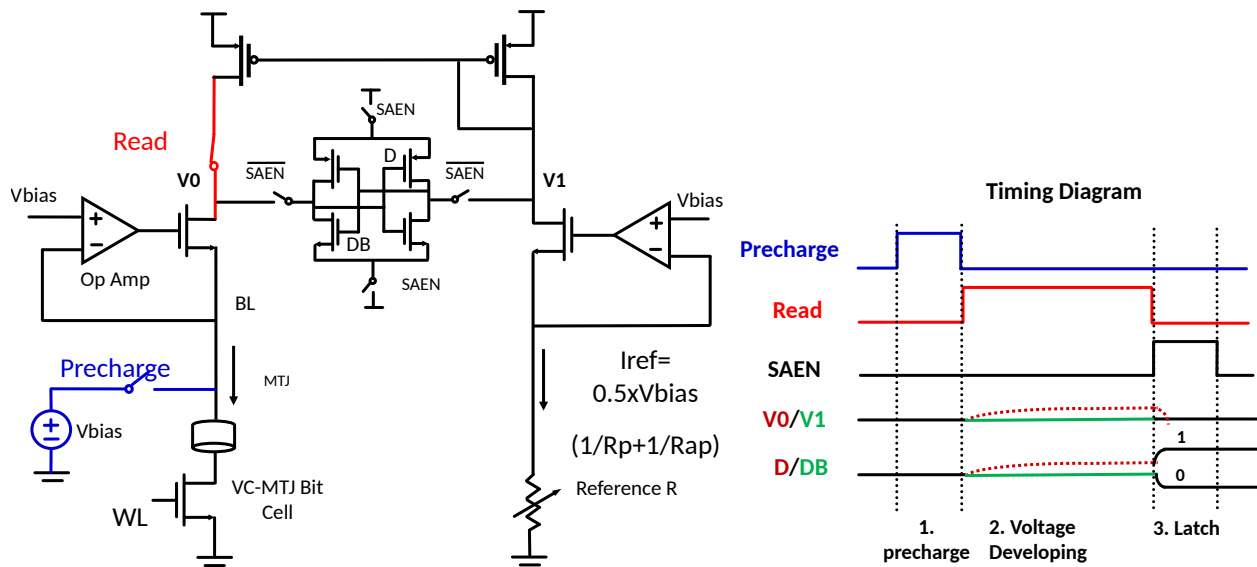 SAEN
Read
D
SAEN
SAEN
V0
V1
Vbias
Vbias
+
−
+
−
DB
Op Amp
SAEN
BL
Precharge
MTJ
Iref=
0.5xVbias
(1/Rp+1/Rap)
+
−
Vbias
VC-MTJ Bit
Cell
Reference R
WL
Timing Diagram
Precharge
Read
SAEN
V0/V1
1
D/DB
0
1.
precharge
2. Voltage
Developing
3. Latch